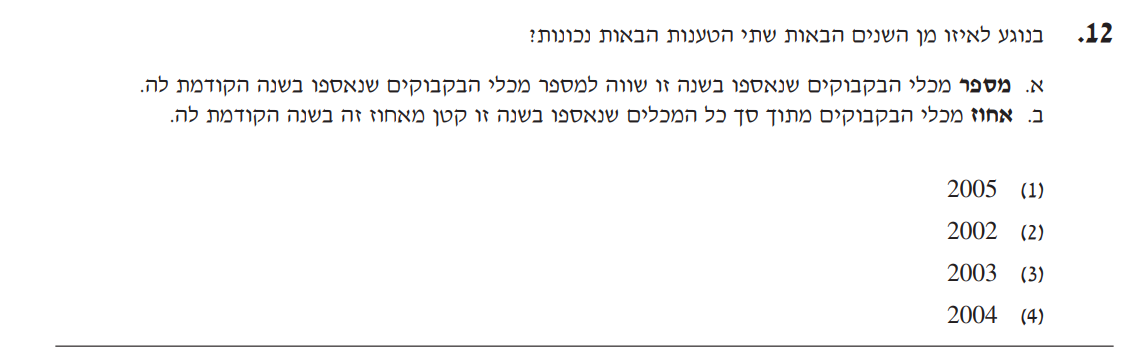 12. בנוגע לאיזו מן השנים הבאות שתי הטענות הבאות נכונות?
א. מספר מכלי הבקבוקים שנאספו בשנה זו שווה למספר מכלי הבקבוקים שנאספו בשנה הקודמת לה.
ב. אחוז מכלי הבקבוקים מתוך סך כל המכלים שנאספו בשנה זו קטן מאחוז זה בשנה הקודמת לה.
(1) 2005
(2) 2002
(3) 2003
(4) 2004